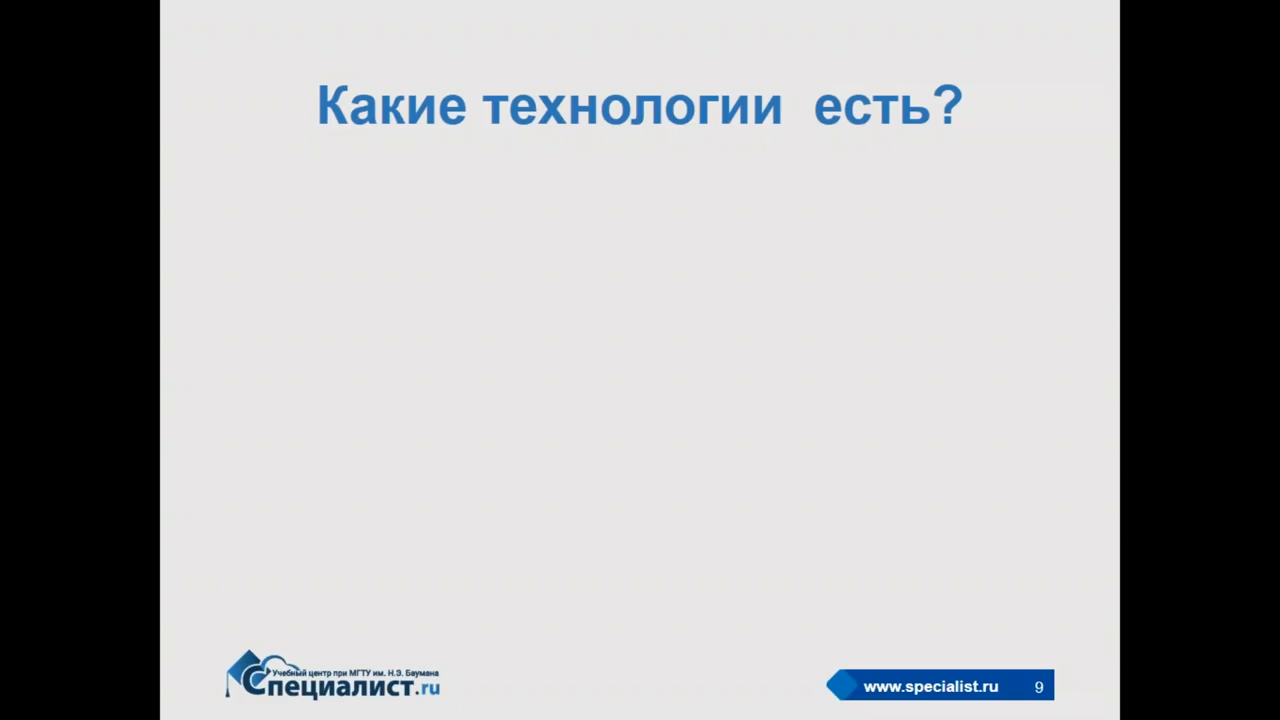 Какие технологии есть?
Учебный центр при МГТУ им. Н.Э. Баумана
Специалист.ru
www.specialist.ru 9